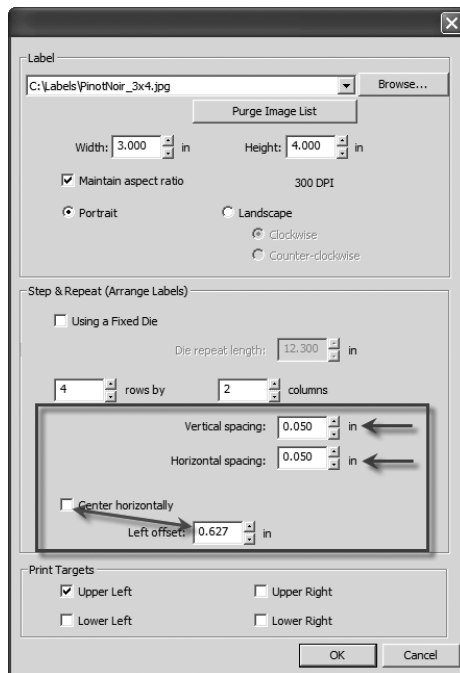 Label
C:\Labels\PinotNoir_3x4.jpg Browse...
Purge Image List
Width: 3.000 in Height: 4.000 in
Maintain aspect ratio 300 DPI
Portrait Landscape
Clockwise
Counter-clockwise
Step & Repeat (Arrange Labels)
Using a Fixed Die
Die repeat length: 12.300 in
4 rows by 2 columns
Vertical spacing: 0.050 in
Horizontal spacing: 0.050 in
Center horizontally
Left offset: 0.627 in
Print Targets
Upper Left Upper Right
Lower Left Lower Right
OK Cancel